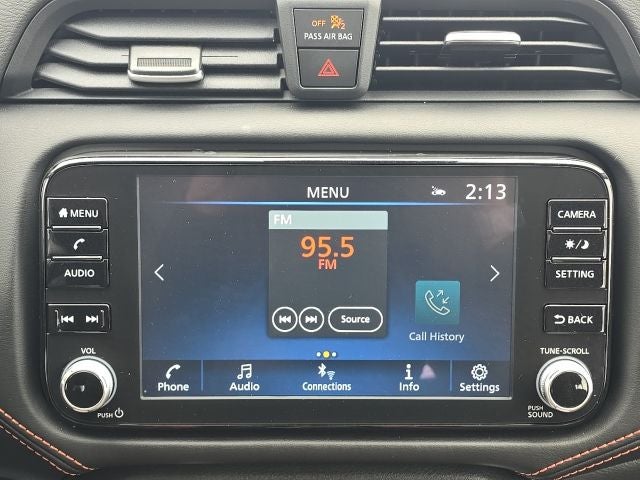 OFF 2
PASS AIR BAG
MENU
2:13
MENU
CAMERA
FM
95.5
FM
AUDIO
SETTING
Source
Call History
BACK
VOL
TUNE-SCROLL
Phone
Audio
Connections
Info
Settings
PUSH
PUSH
SOUND